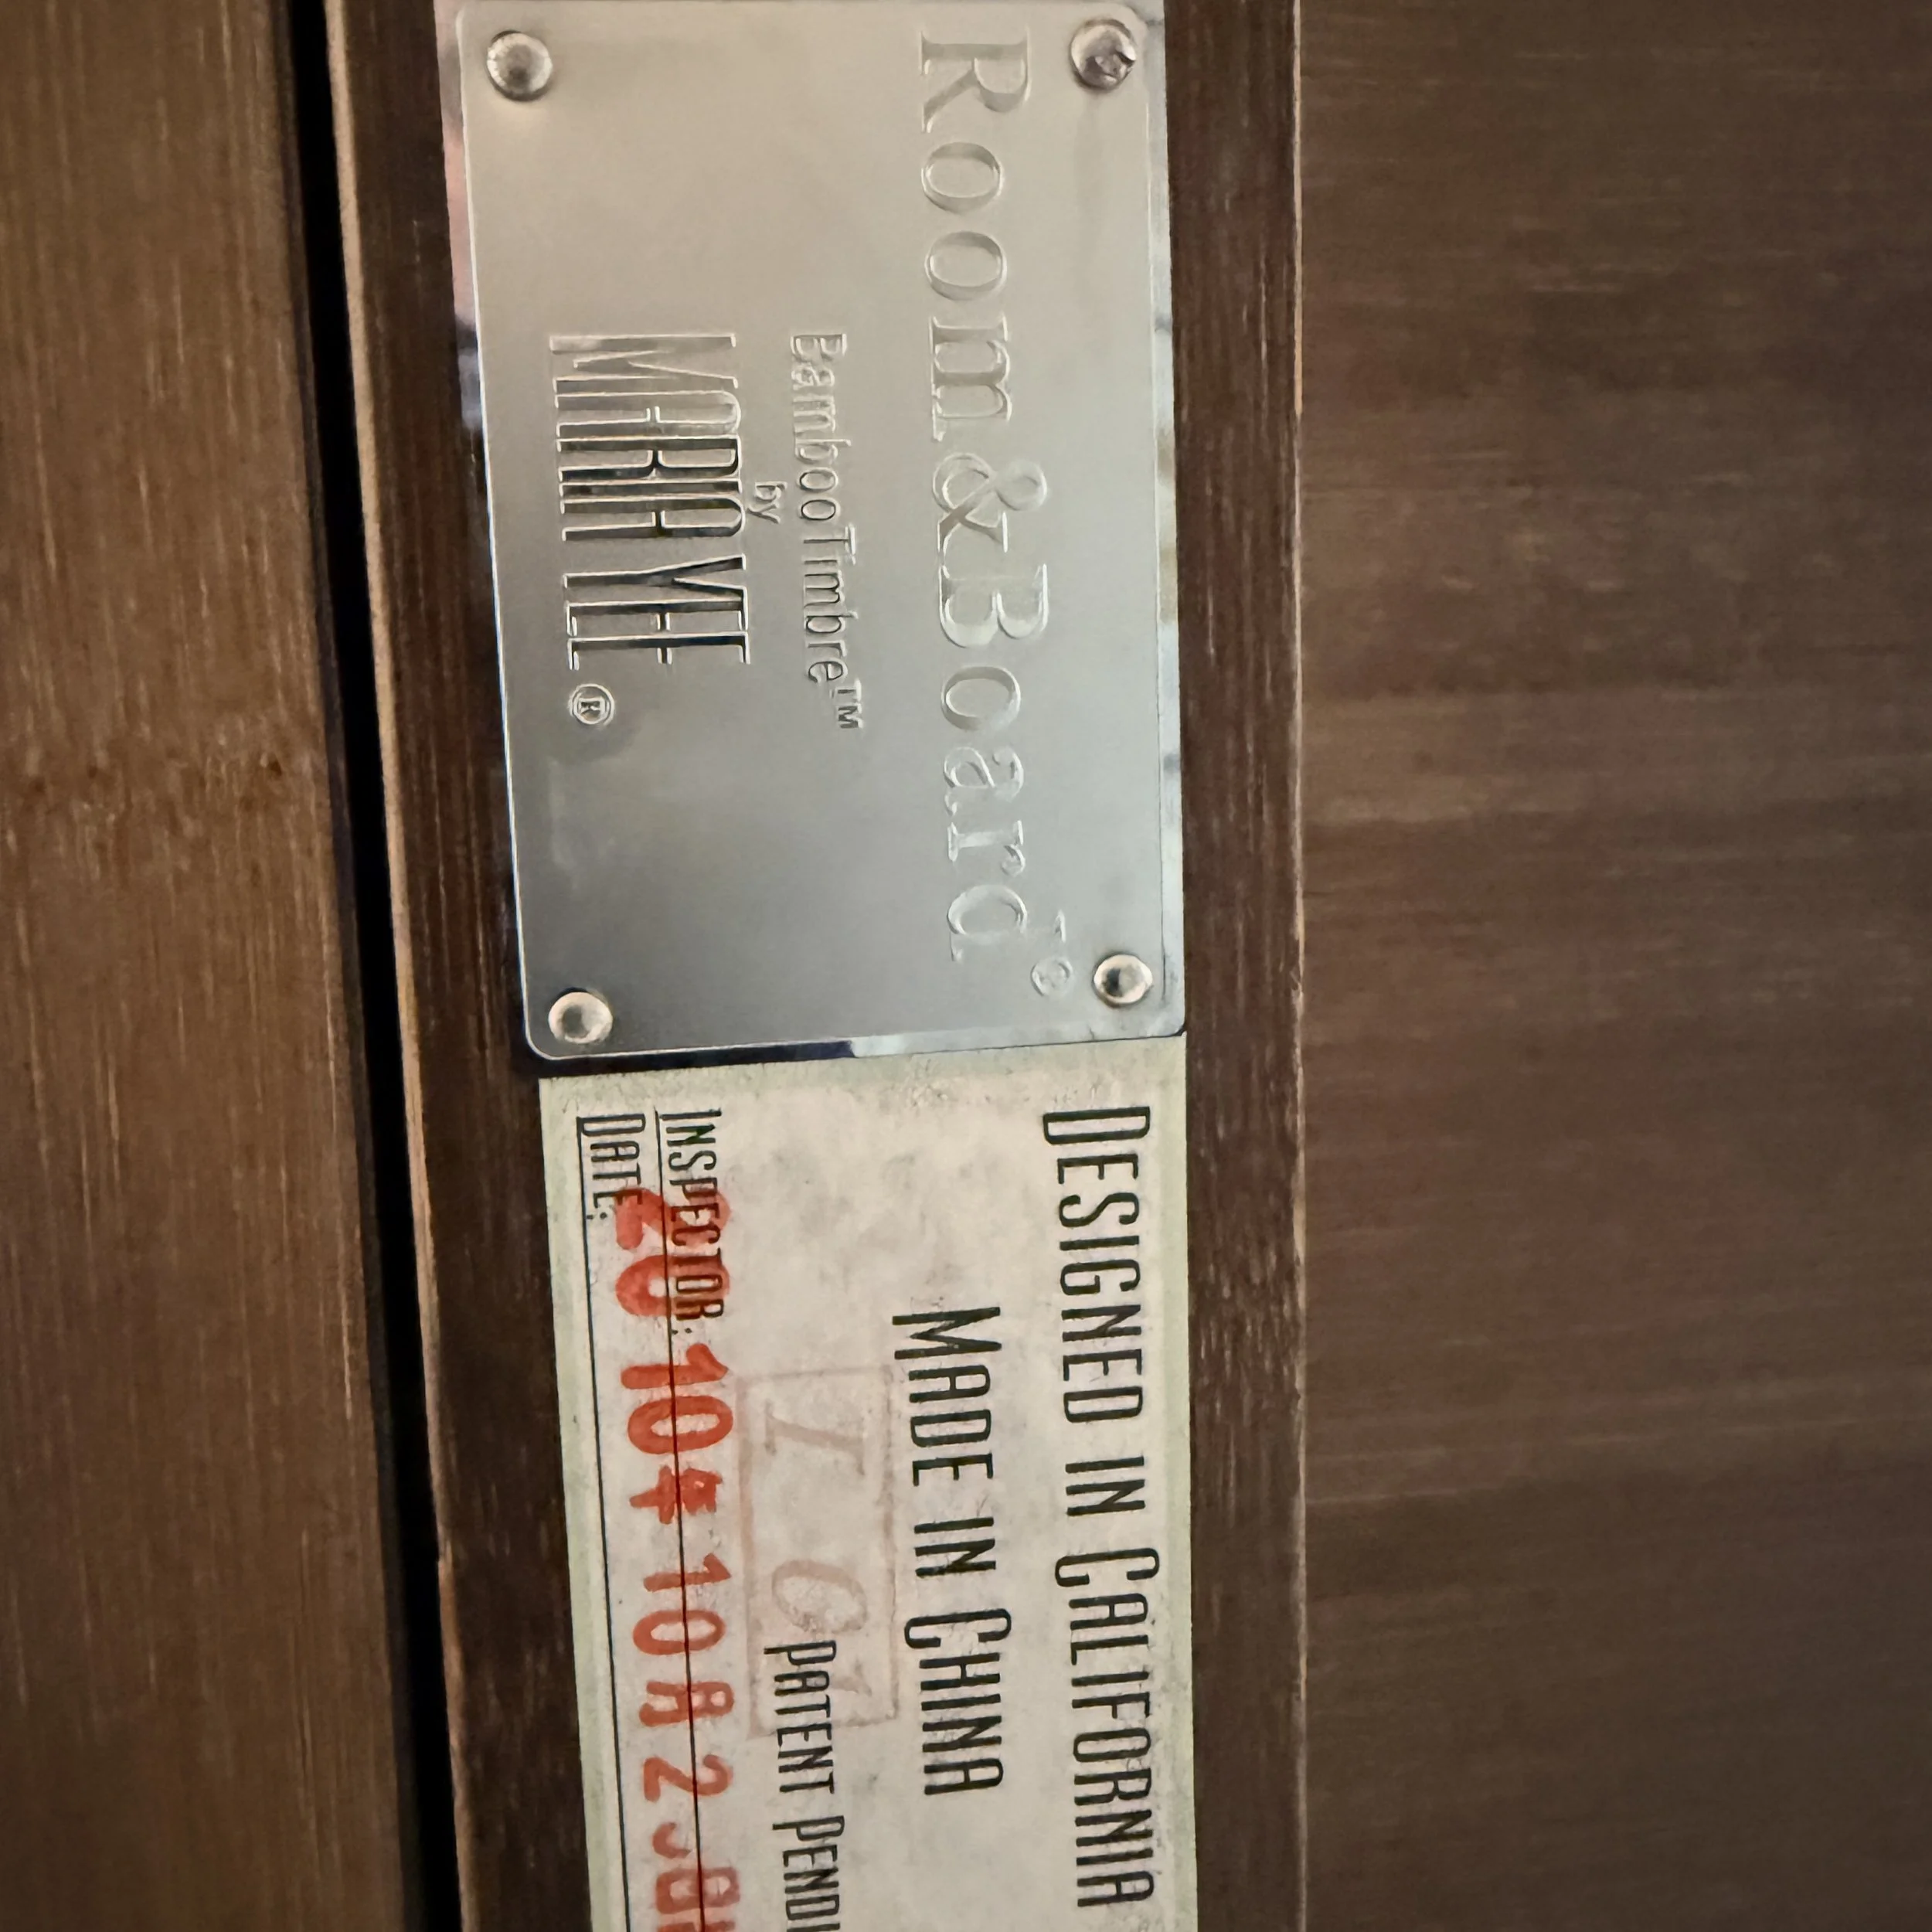 Room&Board®
BambooTimbre™
by
MARIA YEE®
DESIGNED IN CALIFORNIA
MADE IN CHINA
PATENT PENDI
INSPECTOR:
DATE:
2010年10月2